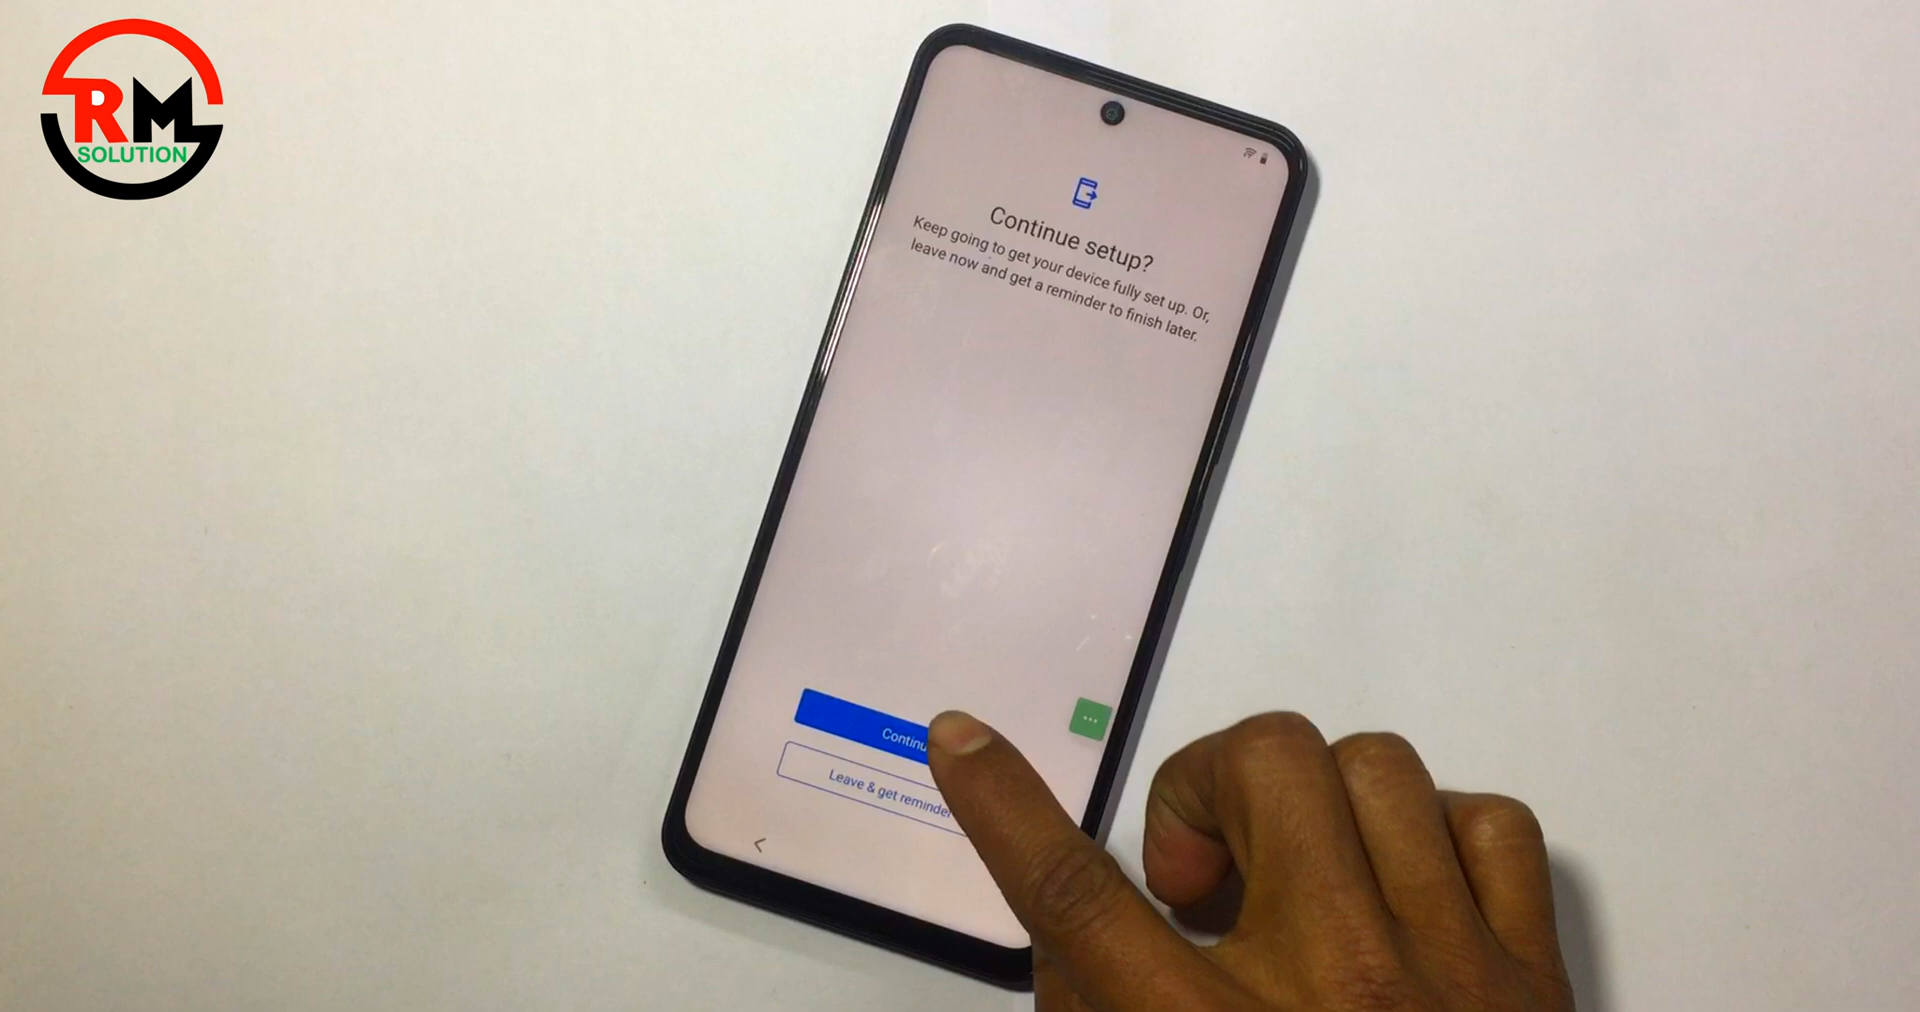 RM
SOLUTION
Continue setup?
Keep going to get your device fully set up. Or,
leave now and get a reminder to finish later.
Continu
Leave & get reminder